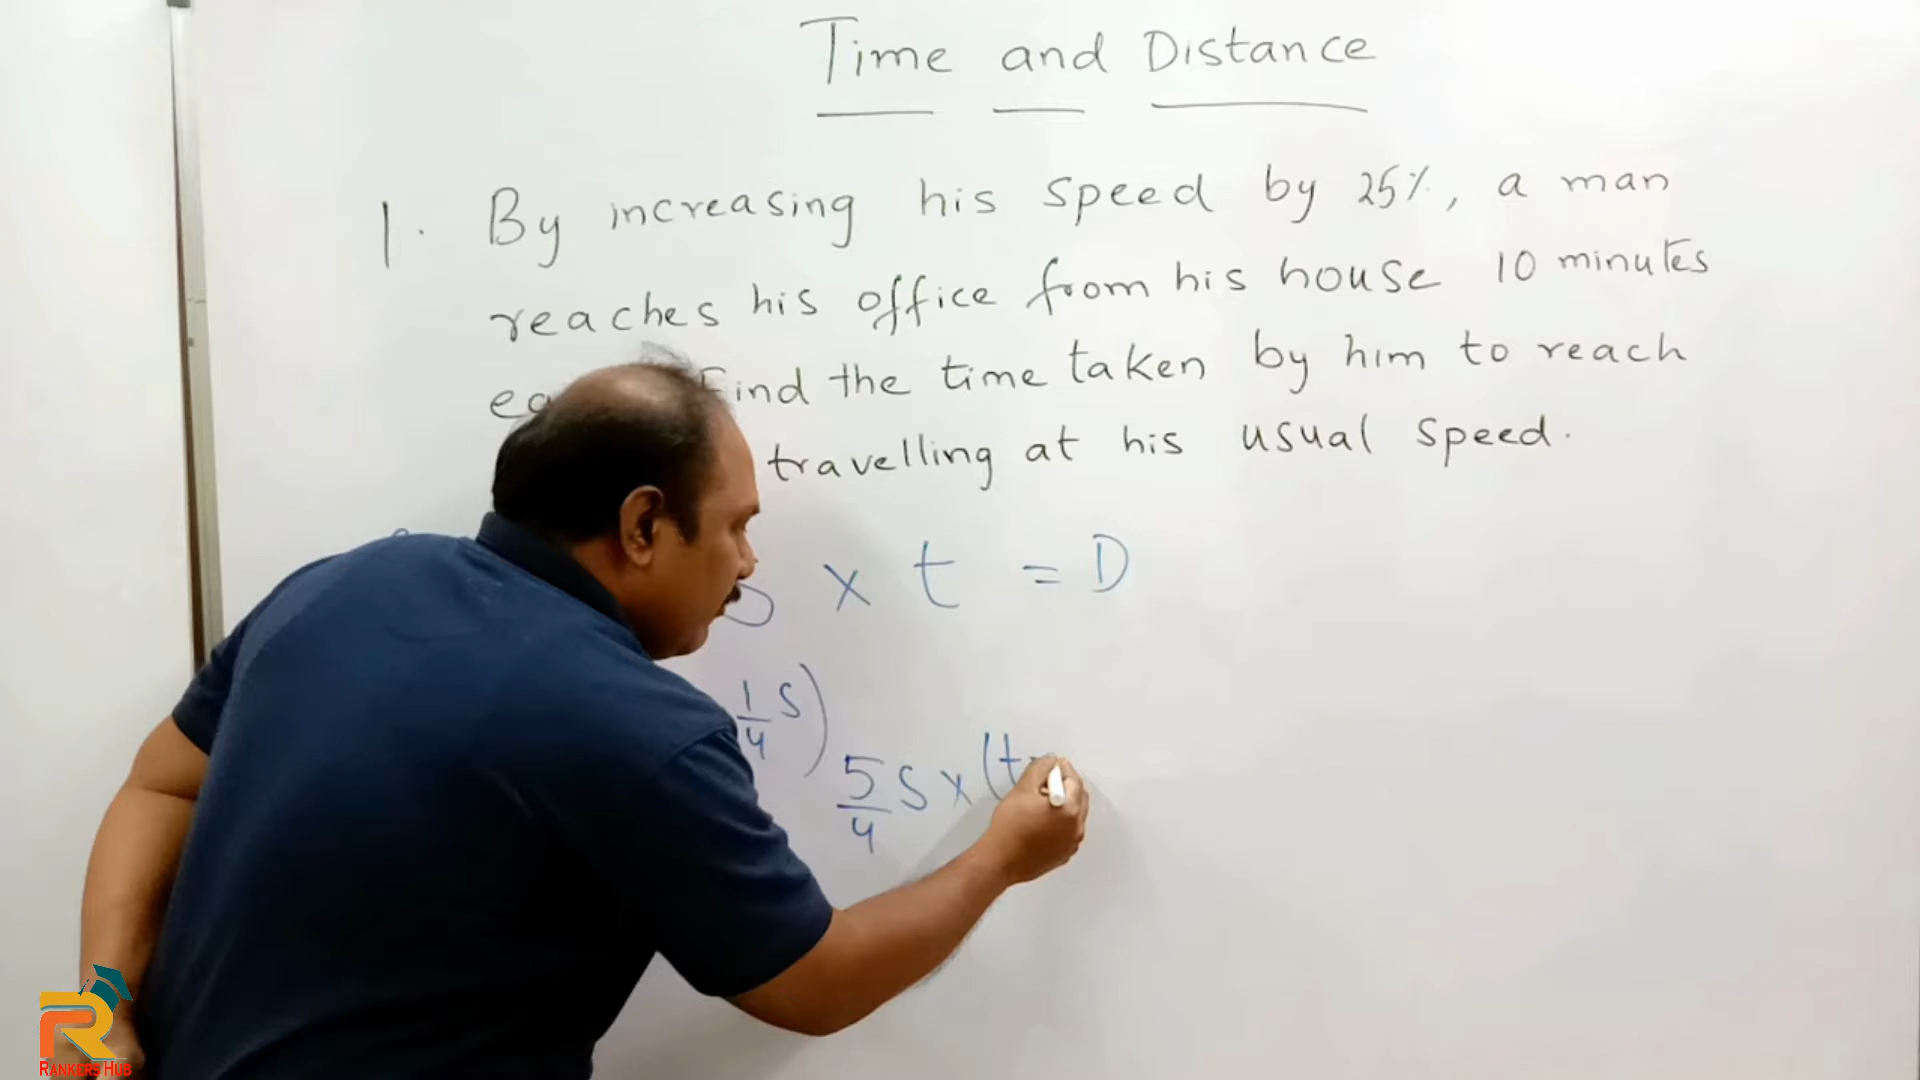 Time and Distance
1. By increasing his speed by 25%, a man
reaches his office from his house 10 minutes
find the time taken by him to reach
travelling at his usual speed.
x t = D
1/4 s)
5/4 s x (t
RANKERS HUB